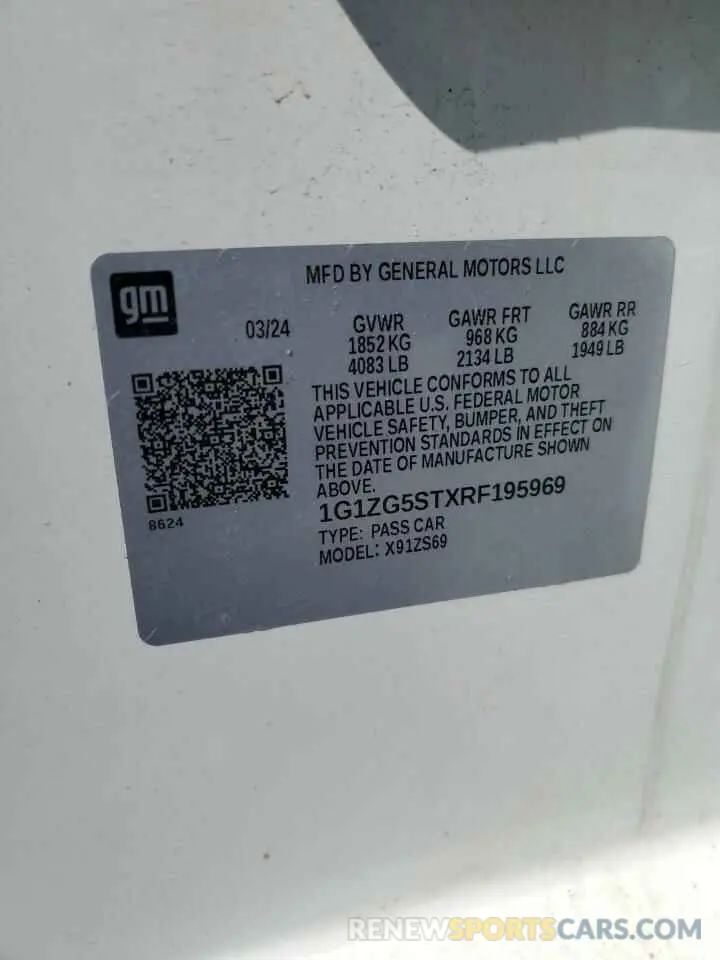 MFD BY GENERAL MOTORS LLC
gm
03/24
GVWR
1852 KG
4083 LB
GAWR FRT
968 KG
2134 LB
GAWR RR
884 KG
1949 LB
THIS VEHICLE CONFORMS TO ALL
APPLICABLE U.S. FEDERAL MOTOR
VEHICLE SAFETY, BUMPER, AND THEFT
PREVENTION STANDARDS IN EFFECT ON
THE DATE OF MANUFACTURE SHOWN
ABOVE.
8624
1G1ZG5STXRF195969
TYPE: PASS CAR
MODEL: X91ZS69
RENEWSPORTSCARS.COM